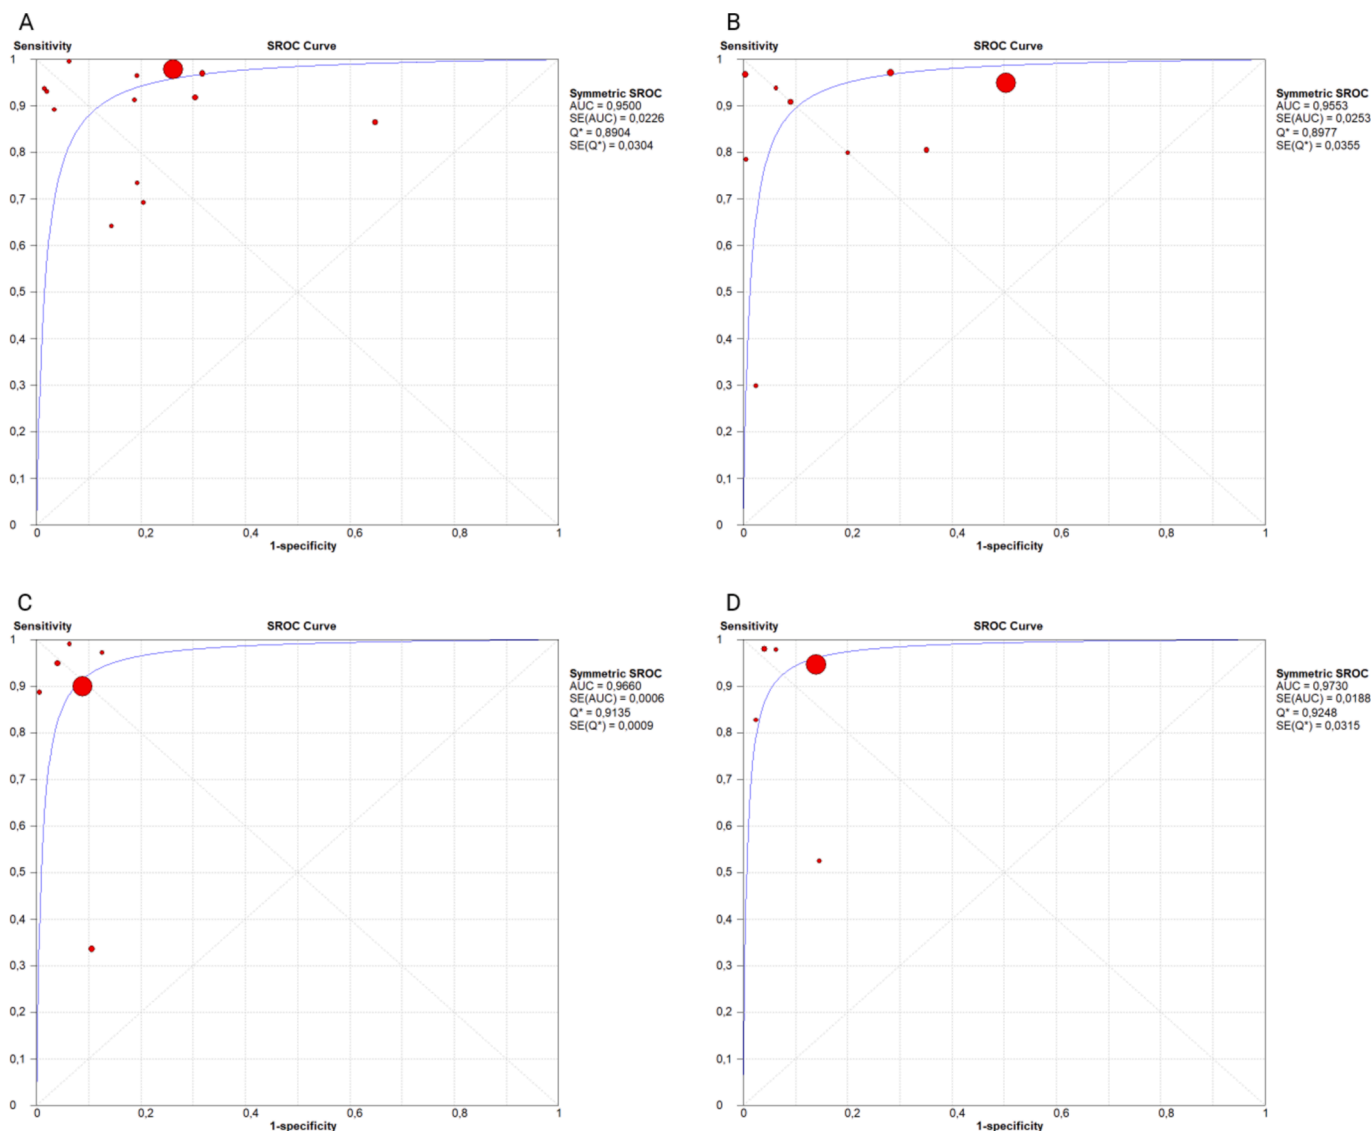 A
Sensitivity
SROC Curve
1
0,9
0,8
0,7
0,6
0,5
0,4
0,3
0,2
0,1
0
0 0,2 0,4 0,6 0,8 1
1-specificity
Symmetric SROC
AUC = 0,9500
SE(AUC) = 0,0226
Q* = 0,8904
SE(Q*) = 0,0304
B
Sensitivity
SROC Curve
1
0,9
0,8
0,7
0,6
0,5
0,4
0,3
0,2
0,1
0
0 0,2 0,4 0,6 0,8 1
1-specificity
Symmetric SROC
AUC = 0,9553
SE(AUC) = 0,0253
Q* = 0,8977
SE(Q*) = 0,0355
C
Sensitivity
SROC Curve
1
0,9
0,8
0,7
0,6
0,5
0,4
0,3
0,2
0,1
0
0 0,2 0,4 0,6 0,8 1
1-specificity
Symmetric SROC
AUC = 0,9660
SE(AUC) = 0,0006
Q* = 0,9135
SE(Q*) = 0,0009
D
Sensitivity
SROC Curve
1
0,9
0,8
0,7
0,6
0,5
0,4
0,3
0,2
0,1
0
0 0,2 0,4 0,6 0,8 1
1-specificity
Symmetric SROC
AUC = 0,9730
SE(AUC) = 0,0188
Q* = 0,9248
SE(Q*) = 0,0315